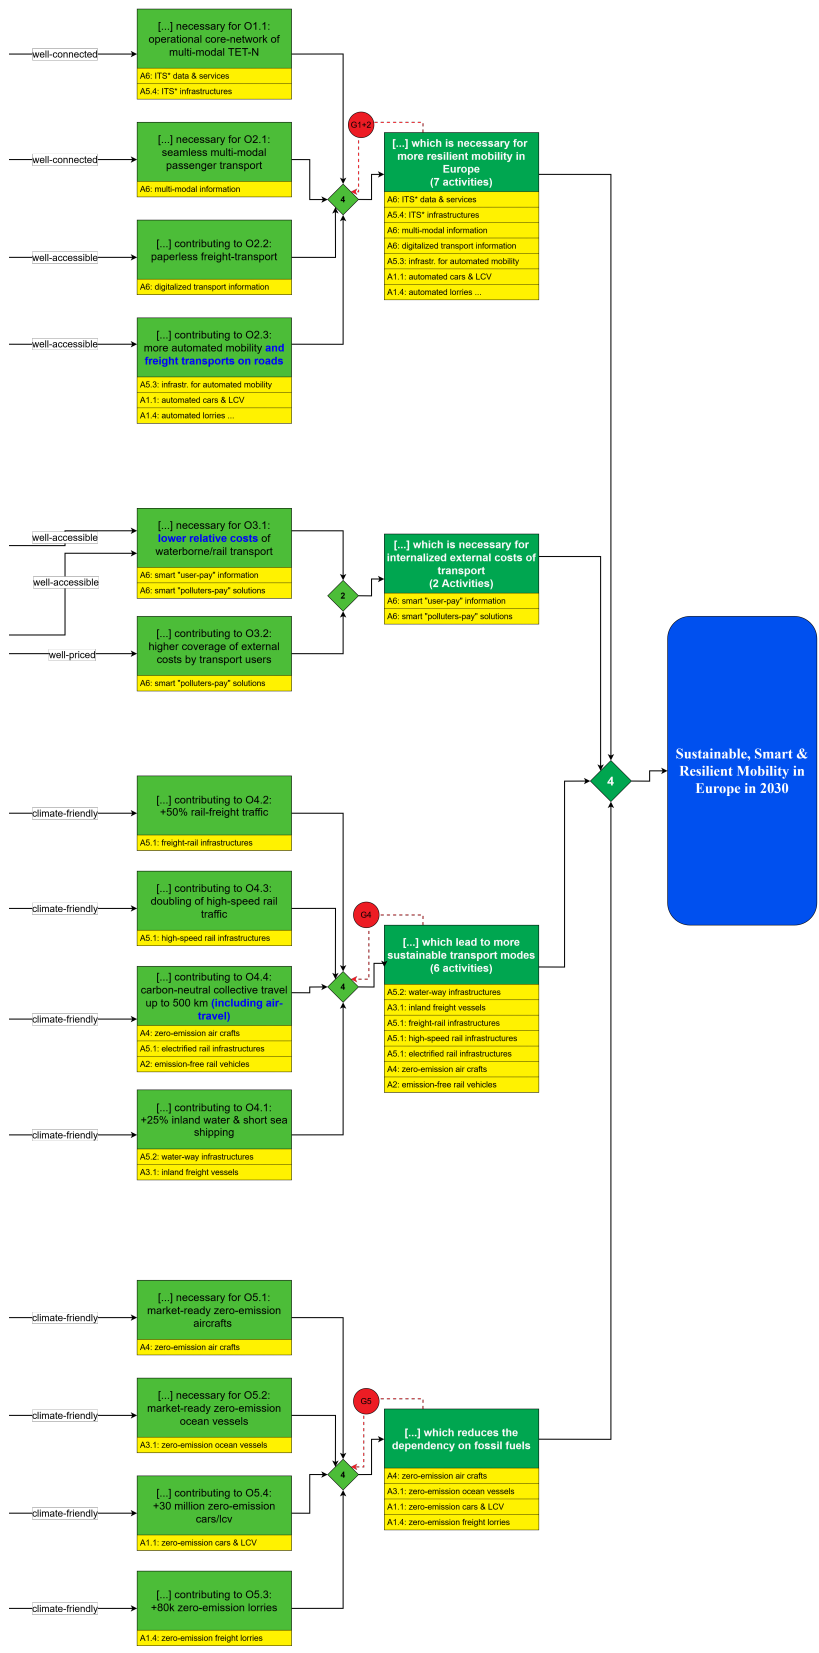 [...] necessary for O1.1:
operational core-network of
multi-modal TET-N
well-connected
A6: ITS* data & services
A5.4: ITS* infrastructures
G1+2
[...] necessary for O2.1:
seamless multi-modal
passenger transport
well-connected
A6: multi-modal information
[...] which is necessary for
more resilient mobility in
Europe
(7 activities)
A6: ITS* data & services
A5.4: ITS* infrastructures
A6: multi-modal information
A6: digitalized transport information
A5.3: infrastr. for automated mobility
A1.1: automated cars & LCV
A1.4: automated lorries ...
4
[...] contributing to O2.2:
paperless freight-transport
well-accessible
A6: digitalized transport information
[...] contributing to O2.3:
more automated mobility and
freight transports on roads
well-accessible
A5.3: infrastr. for automated mobility
A1.1: automated cars & LCV
A1.4: automated lorries ...
[...] necessary for O3.1:
lower relative costs of
waterborne/rail transport
well-accessible
well-accessible
A6: smart "user-pay" information
A6: smart "polluters-pay" solutions
[...] which is necessary for
internalized external costs of
transport
(2 Activities)
A6: smart "user-pay" information
A6: smart "polluters-pay" solutions
2
[...] contributing to O3.2:
higher coverage of external
costs by transport users
well-priced
A6: smart "polluters-pay" solutions
Sustainable, Smart &
Resilient Mobility in
Europe in 2030
4
[...] contributing to O4.2:
+50% rail-freight traffic
climate-friendly
A5.1: freight-rail infrastructures
[...] contributing to O4.3:
doubling of high-speed rail
traffic
climate-friendly
A5.1: high-speed rail infrastructures
G4
[...] which lead to more
sustainable transport modes
(6 activities)
A5.2: water-way infrastructures
A3.1: inland freight vessels
A5.1: freight-rail infrastructures
A5.1: high-speed rail infrastructures
A5.1: electrified rail infrastructures
A4: zero-emission air crafts
A2: emission-free rail vehicles
4
[...] contributing to O4.4:
carbon-neutral collective travel
up to 500 km (including air-
travel)
climate-friendly
A4: zero-emission air crafts
A5.1: electrified rail infrastructures
A2: emission-free rail vehicles
[...] contributing to O4.1:
+25% inland water & short sea
shipping
climate-friendly
A5.2: water-way infrastructures
A3.1: inland freight vessels
[...] necessary for O5.1:
market-ready zero-emission
aircrafts
climate-friendly
A4: zero-emission air crafts
[...] necessary for O5.2:
market-ready zero-emission
ocean vessels
climate-friendly
A3.1: zero-emission ocean vessels
G5
[...] which reduces the
dependency on fossil fuels
A4: zero-emission air crafts
A3.1: zero-emission ocean vessels
A1.1: zero-emission cars & LCV
A1.4: zero-emission freight lorries
4
[...] contributing to O5.4:
+30 million zero-emission
cars/lcv
climate-friendly
A1.1: zero-emission cars & LCV
[...] contributing to O5.3:
+80k zero-emission lorries
climate-friendly
A1.4: zero-emission freight lorries